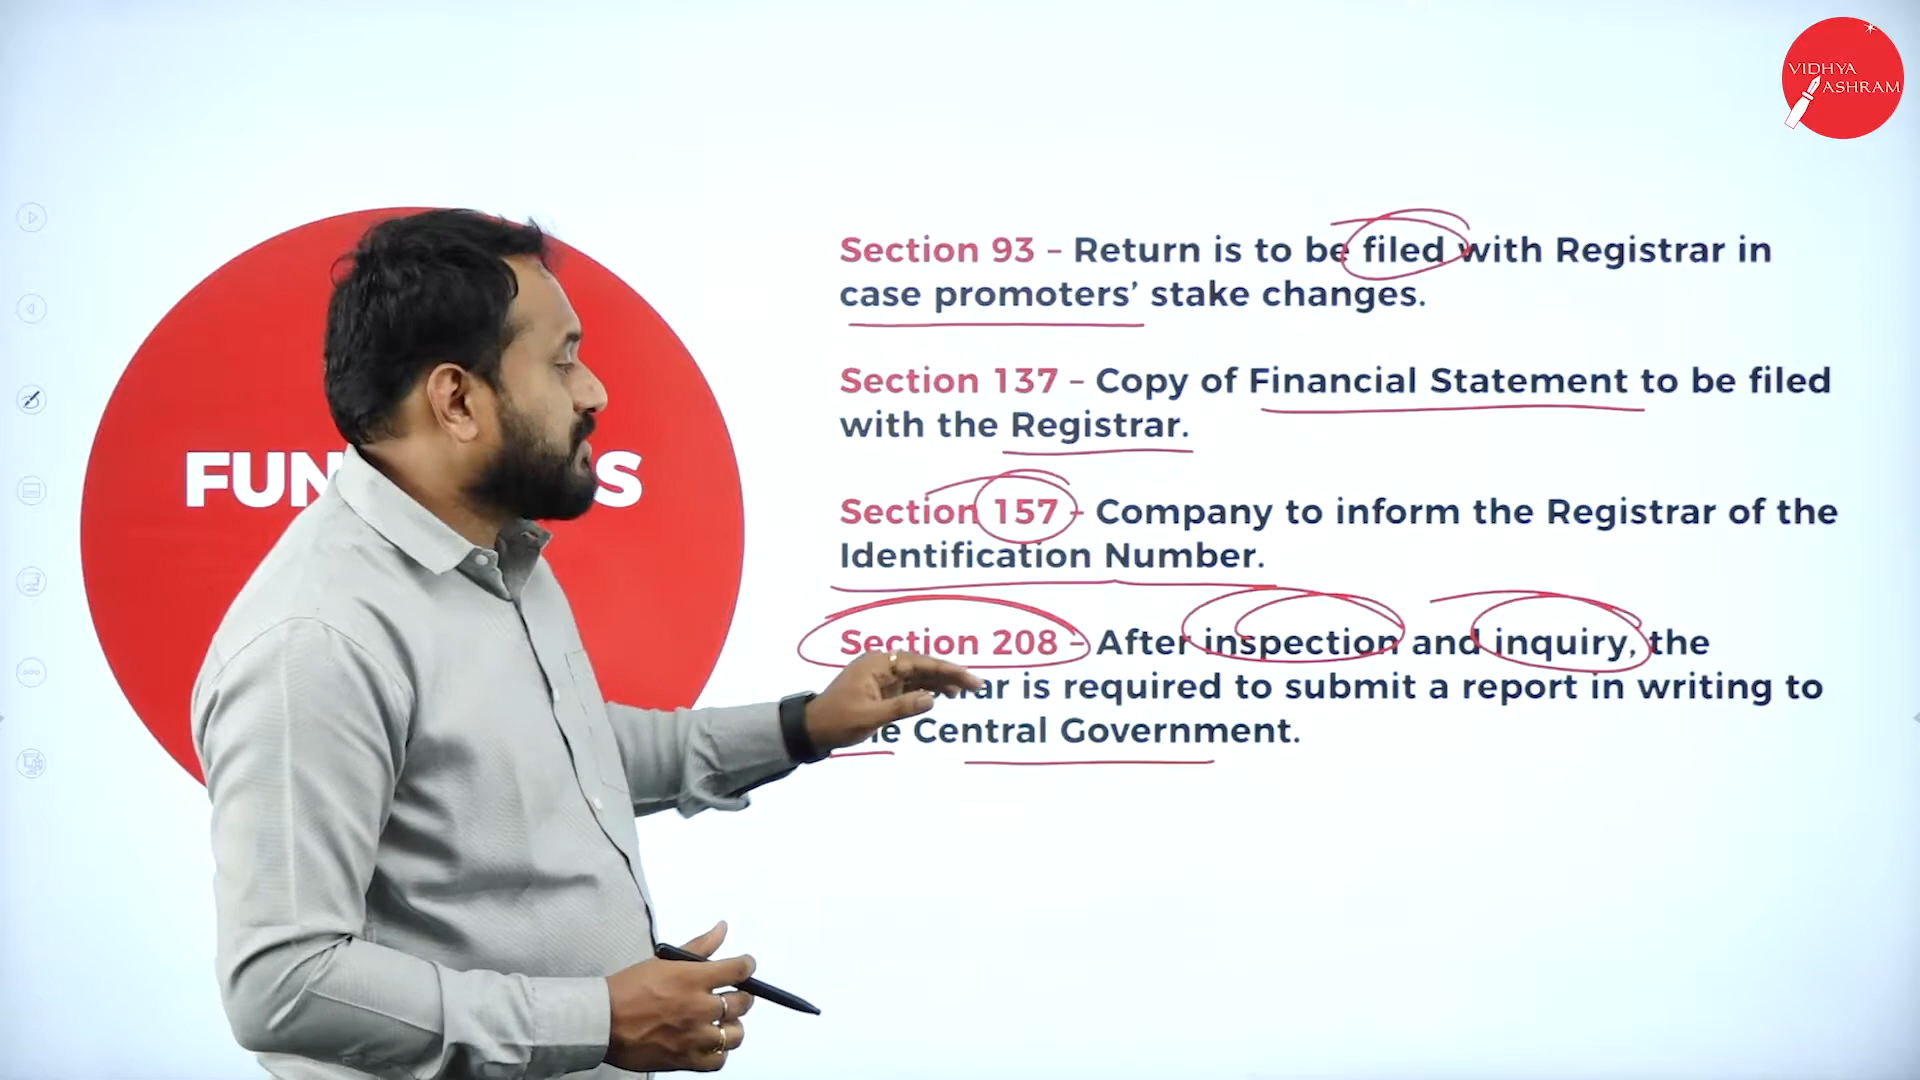 VIDHYA
ASHRAM
Section 93 – Return is to be filed with Registrar in
case promoters’ stake changes.
Section 137 – Copy of Financial Statement to be filed
with the Registrar.
Section 157 – Company to inform the Registrar of the
Identification Number.
Section 208 – After inspection and inquiry, the
is required to submit a report in writing to
Central Government.